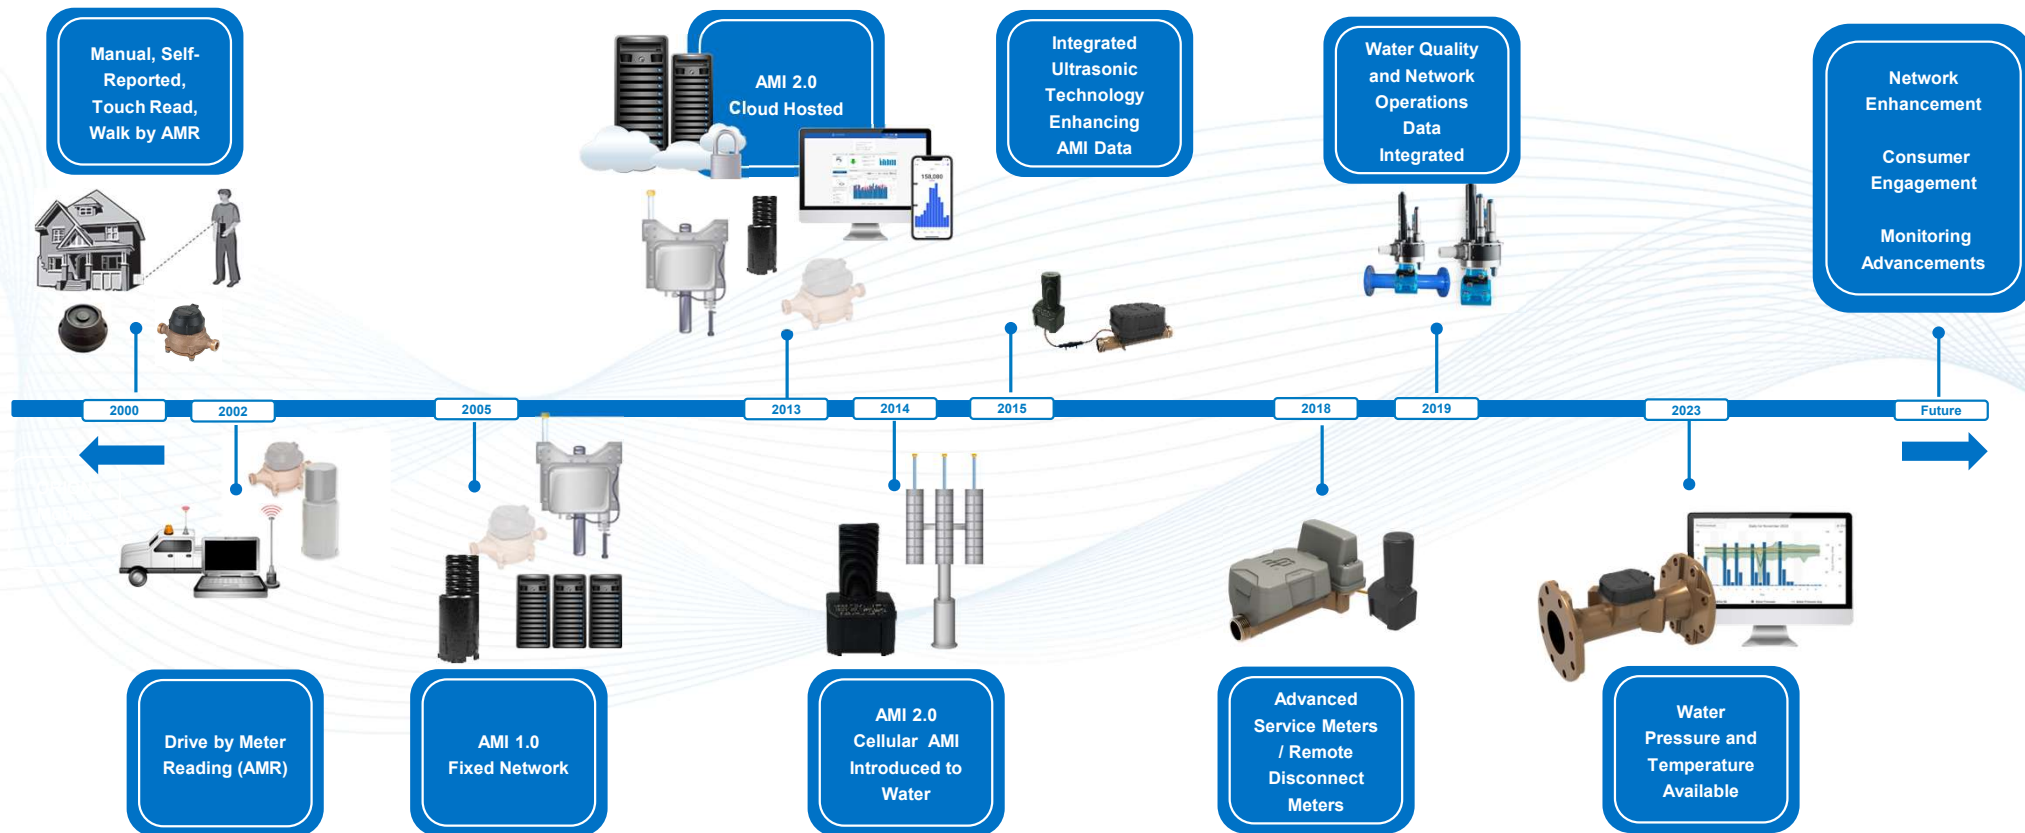 Manual, Self-
Reported,
Touch Read,
Walk by AMR
AMI 2.0
Cloud Hosted
Integrated
Ultrasonic
Technology
Enhancing
AMI Data
Water Quality
and Network
Operations
Data
Integrated
Network
Enhancement
Consumer
Engagement
Monitoring
Advancements
158,080
2000
2002
2005
2013
2014
2015
2018
2019
2023
Future
Drive by Meter
Reading (AMR)
AMI 1.0
Fixed Network
AMI 2.0
Cellular AMI
Introduced to
Water
Advanced
Service Meters
/ Remote
Disconnect
Meters
Water
Pressure and
Temperature
Available